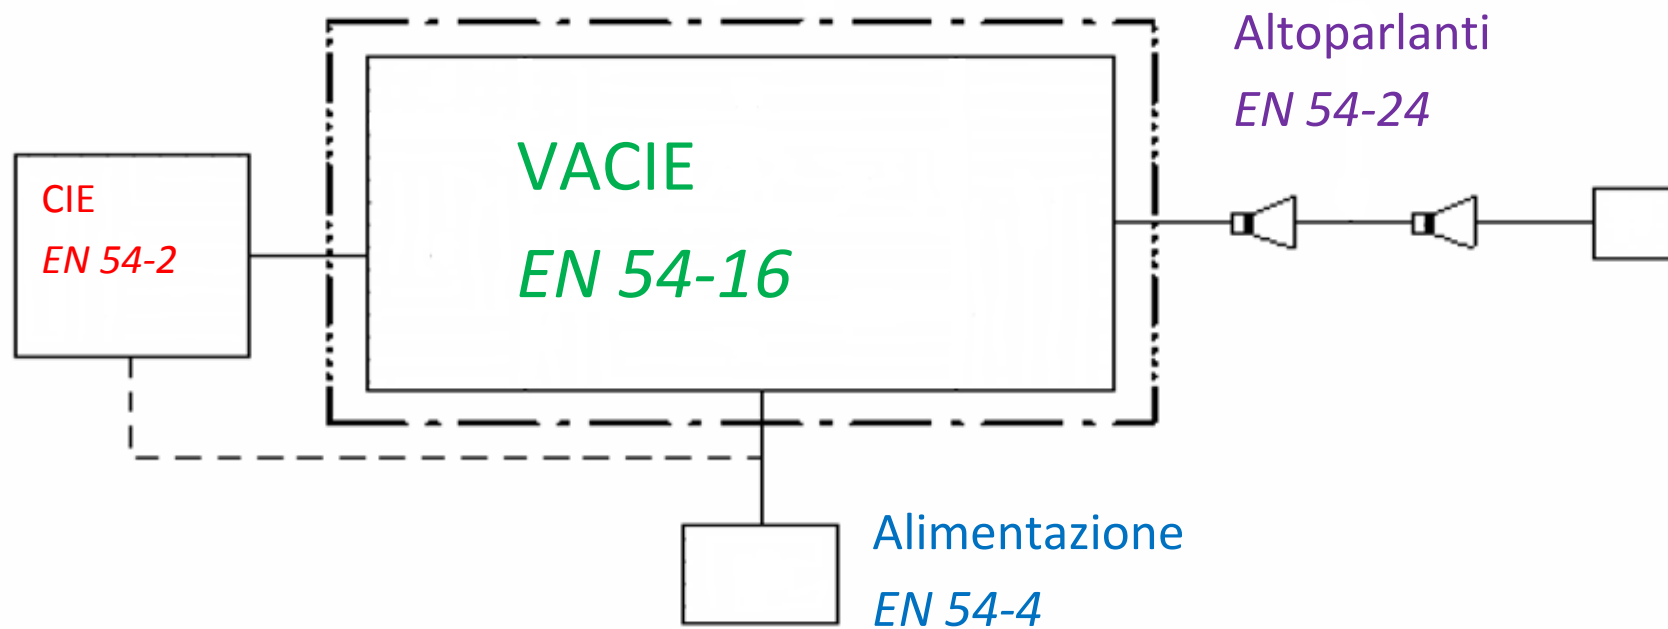 Altoparlanti
EN 54-24
VACIE
EN 54-16
CIE
EN 54-2
Alimentazione
EN 54-4